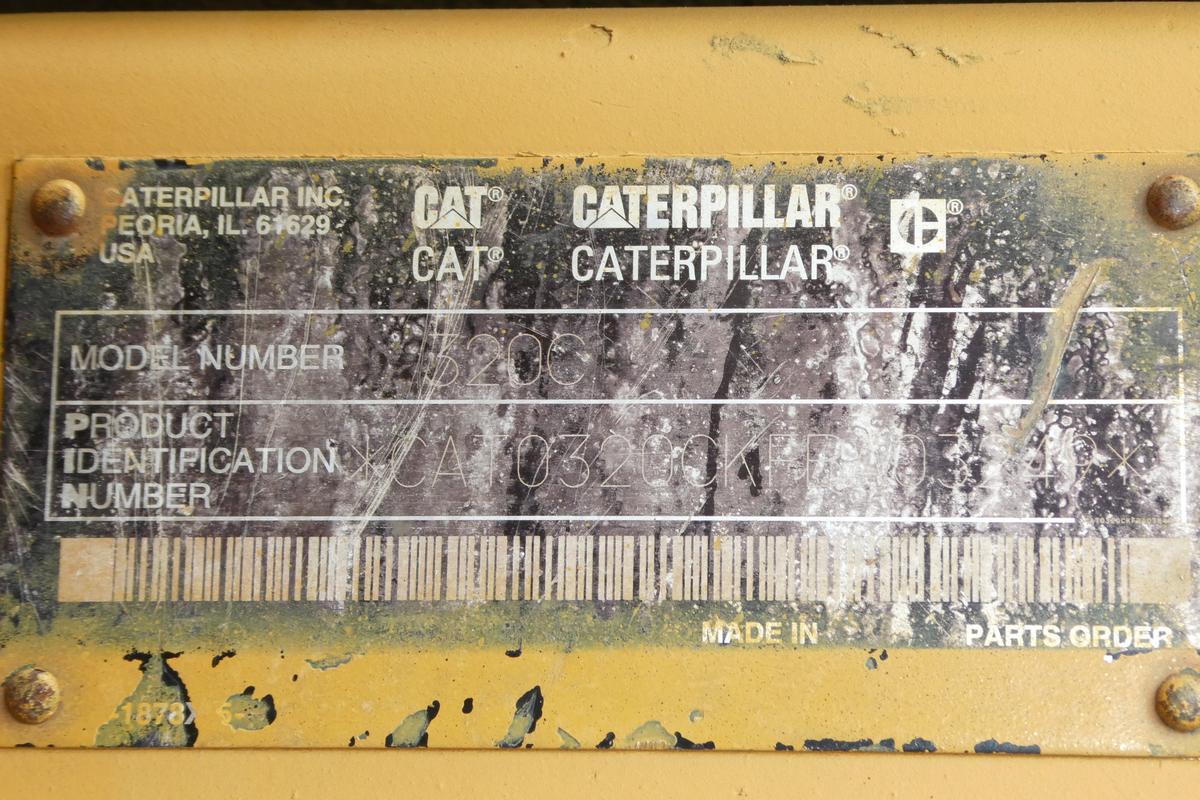 CATERPILLAR INC.
PEORIA, IL. 61629
USA
CAT® CATERPILLAR® C®
CAT® CATERPILLAR®
MODEL NUMBER 320C
PRODUCT
IDENTIFICATION
NUMBER
MADE IN PARTS ORDER